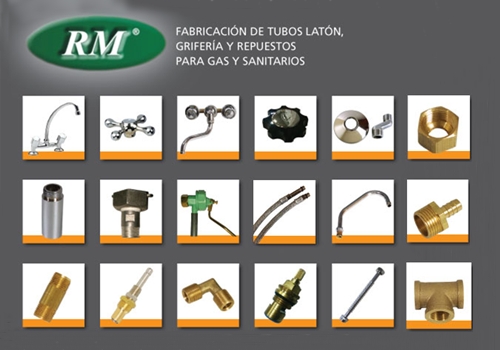 RM®
FABRICACIÓN DE TUBOS LATÓN,
GRIFERÍA Y REPUESTOS
PARA GAS Y SANITARIOS